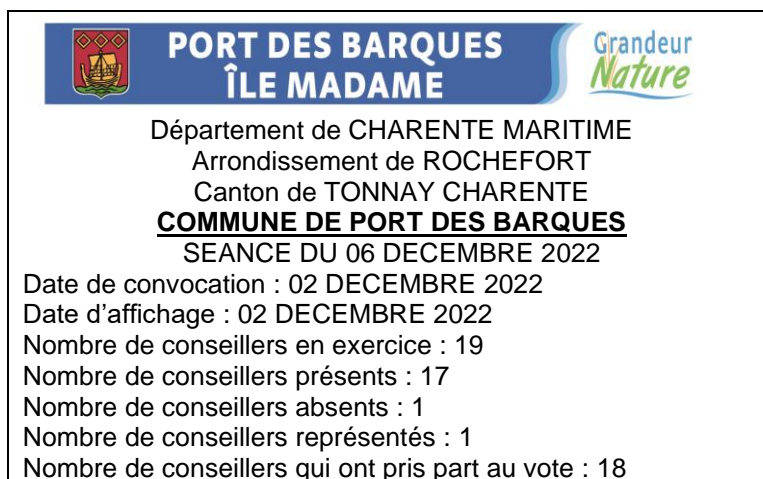 PORT DES BARQUES
ÎLE MADAME
Grandeur
Nature
Département de CHARENTE MARITIME
Arrondissement de ROCHEFORT
Canton de TONNAY CHARENTE
COMMUNE DE PORT DES BARQUES
SEANCE DU 06 DECEMBRE 2022
Date de convocation : 02 DECEMBRE 2022
Date d'affichage : 02 DECEMBRE 2022
Nombre de conseillers en exercice : 19
Nombre de conseillers présents : 17
Nombre de conseillers absents : 1
Nombre de conseillers représentés : 1
Nombre de conseillers qui ont pris part au vote : 18